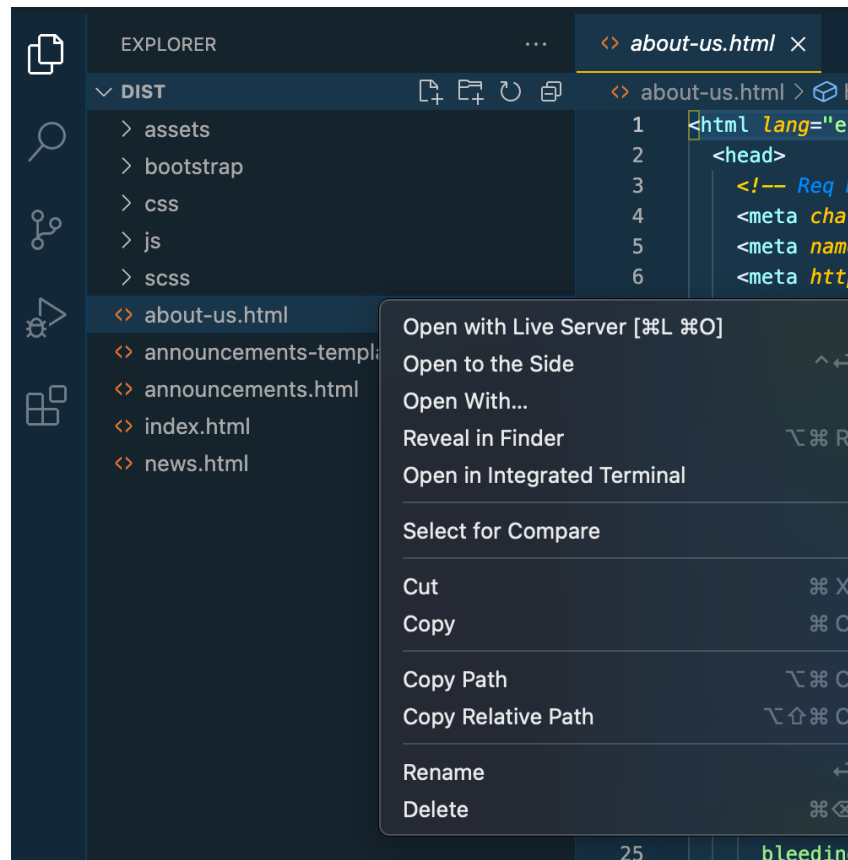 EXPLORER
about-us.html
DIST
about-us.html
assets
bootstrap
css
js
scss
about-us.html
announcements-templa
announcements.html
index.html
news.html
1 <html lang="e
2 <head>
3 <!-- Req
4 <meta cha
5 <meta nam
6 <meta htt
Open with Live Server [⌘L ⌘O]
Open to the Side ^⏎
Open With...
Reveal in Finder ⌥⌘R
Open in Integrated Terminal
Select for Compare
Cut ⌘X
Copy ⌘C
Copy Path ⌥⌘C
Copy Relative Path ⌥⇧⌘C
Rename ⏎
Delete ⌘⌫
25 bleedin